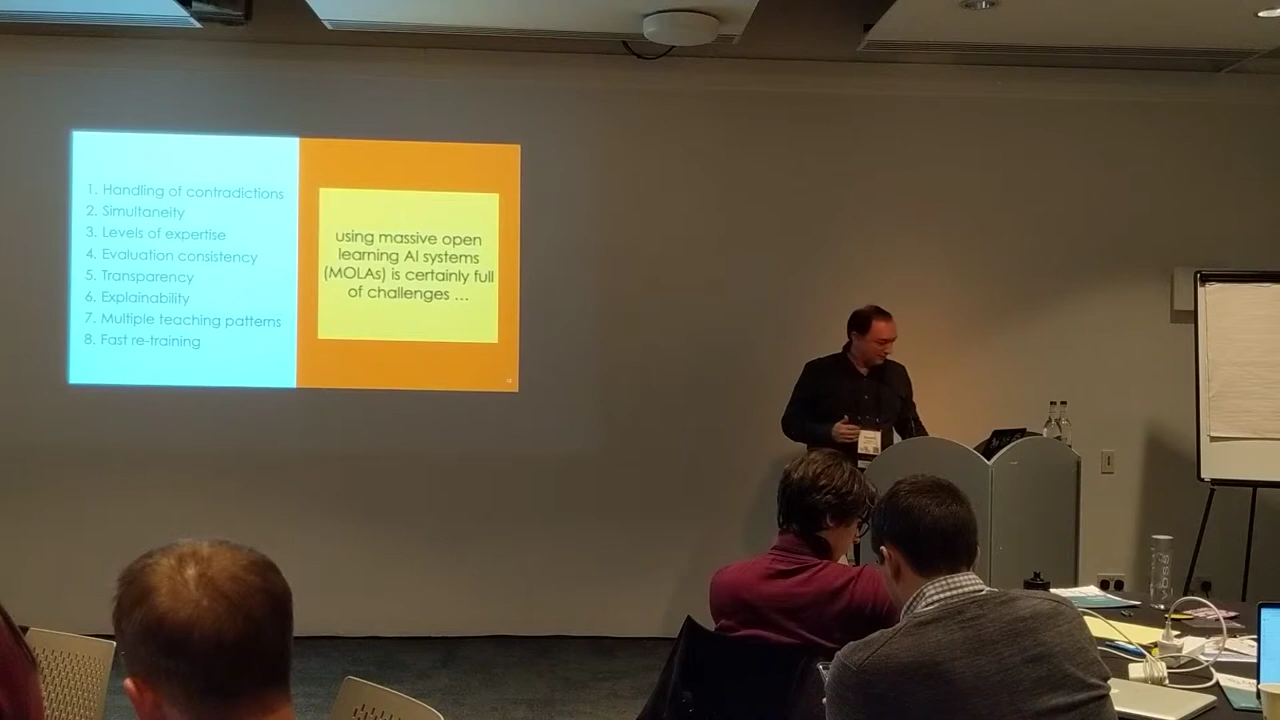 1. Handling of contradictions
2. Simultaneity
3. Levels of expertise
4. Evaluation consistency
5. Transparency
6. Explainability
7. Multiple teaching patterns
8. Fast re-training
using massive open
learning AI systems
(MOLAs) is certainly full
of challenges ...
voss